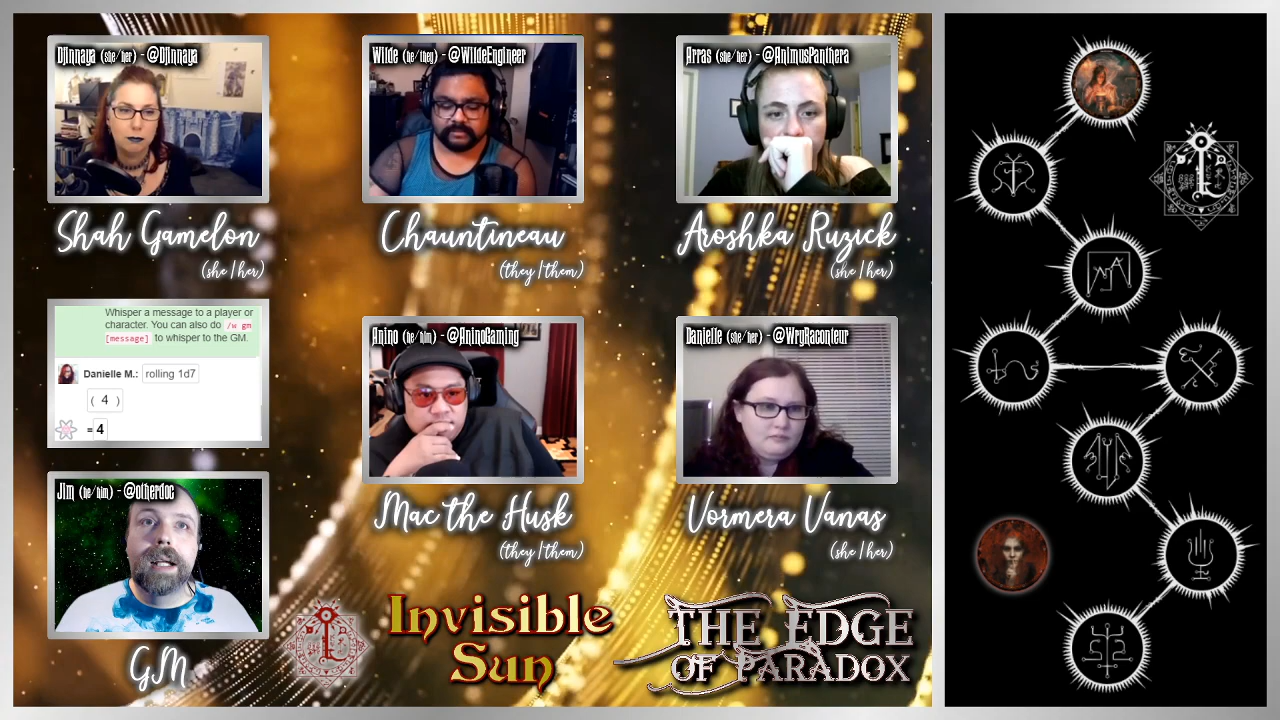 Djinnaya (she/her) - @Djinnaya
Wilde (he/they) - @WildeEngineer
Arras (she/her) - @AnimusPanthera
Shah Gamelon
(she/her)
Chauntineau
(they/them)
Aroshka Ruzick
(she/her)
Whisper a message to a player or
character. You can also do /w gm
[message] to whisper to the GM.
Danielle M.: rolling 1d7
( 4 )
=4
Anino (he/him) - @AninoGaming
Danielle (she/her) - @WryRaconteur
Mac the Husk
(they/them)
Vormera Vanas
(she/her)
Jim (he/him) - @otherdoc
GM
Invisible
Sun
THE EDGE
OF PARADOX